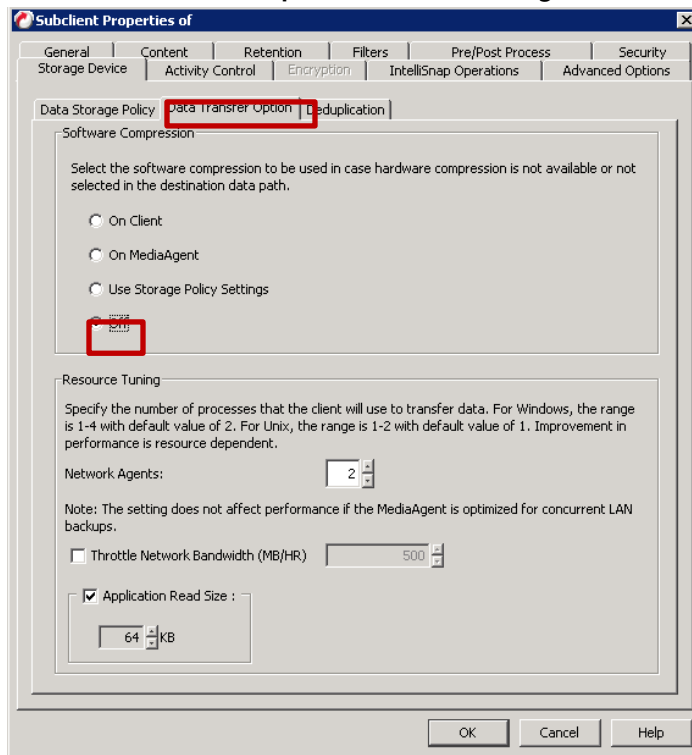 Subclient Properties of
General Content Retention Filters Pre/Post Process Security
Storage Device Activity Control Encryption IntelliSnap Operations Advanced Options
Data Storage Policy Data Transfer Option Deduplication
Software Compression
Select the software compression to be used in case hardware compression is not available or not
selected in the destination data path.
On Client
On MediaAgent
Use Storage Policy Settings
Off
Resource Tuning
Specify the number of processes that the client will use to transfer data. For Windows, the range
is 1-4 with default value of 2. For Unix, the range is 1-2 with default value of 1. Improvement in
performance is resource dependent.
Network Agents: 2
Note: The setting does not affect performance if the MediaAgent is optimized for concurrent LAN
backups.
Throttle Network Bandwidth (MB/HR) 500
Application Read Size :
64 KB
OK Cancel Help